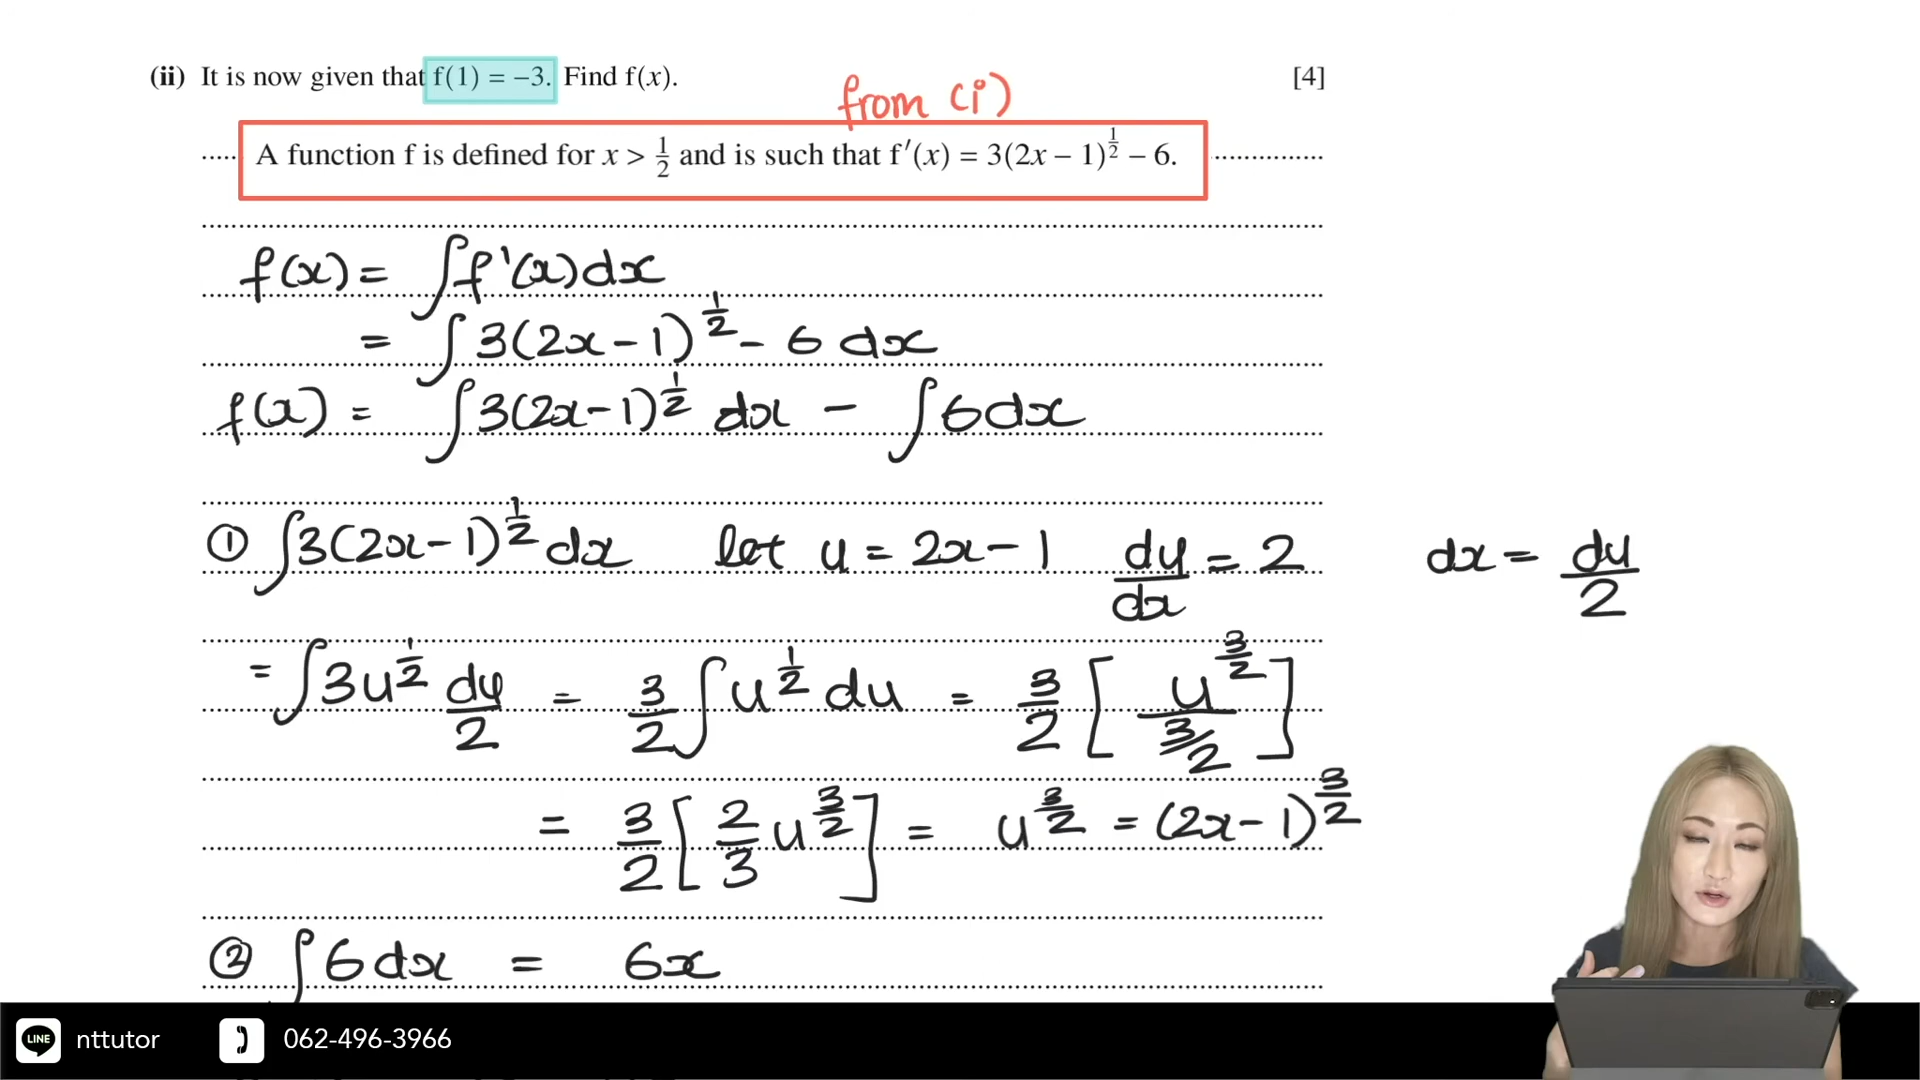 (ii) It is now given that f(1) = −3. Find f(x). [4]
from (i)
A function f is defined for x > 1/2 and is such that f′(x) = 3(2x − 1)^(1/2) − 6.
f(x) = ∫f'(x)dx
= ∫3(2x-1)^(1/2) - 6 dx
f(x) = ∫3(2x-1)^(1/2) dx - ∫6dx
① ∫3(2x-1)^(1/2) dx let u = 2x-1 du/dx = 2 dx = du/2
= ∫3u^(1/2) du/2 = 3/2 ∫u^(1/2) du = 3/2 [u^(3/2) / (3/2)]
= 3/2 [2/3 u^(3/2)] = u^(3/2) = (2x-1)^(3/2)
② ∫6dx = 6x
LINE nttutor 062-496-3966